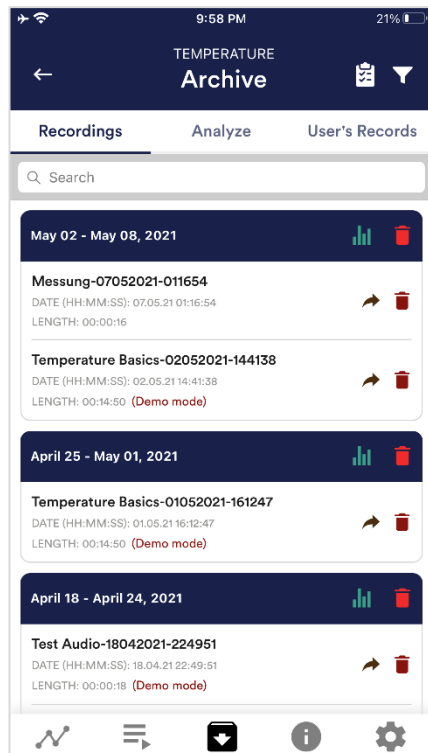 9:58 PM
21%
TEMPERATURE
Archive
Recordings Analyze User's Records
Search
May 02 - May 08, 2021
Messung-07052021-011654
DATE (HH:MM:SS): 07.05.21 01:16:54
LENGTH: 00:00:16
Temperature Basics-02052021-144138
DATE (HH:MM:SS): 02.05.21 14:41:38
LENGTH: 00:14:50 (Demo mode)
April 25 - May 01, 2021
Temperature Basics-01052021-161247
DATE (HH:MM:SS): 01.05.21 16:12:47
LENGTH: 00:14:50 (Demo mode)
April 18 - April 24, 2021
Test Audio-18042021-224951
DATE (HH:MM:SS): 18.04.21 22:49:51
LENGTH: 00:00:18 (Demo mode)